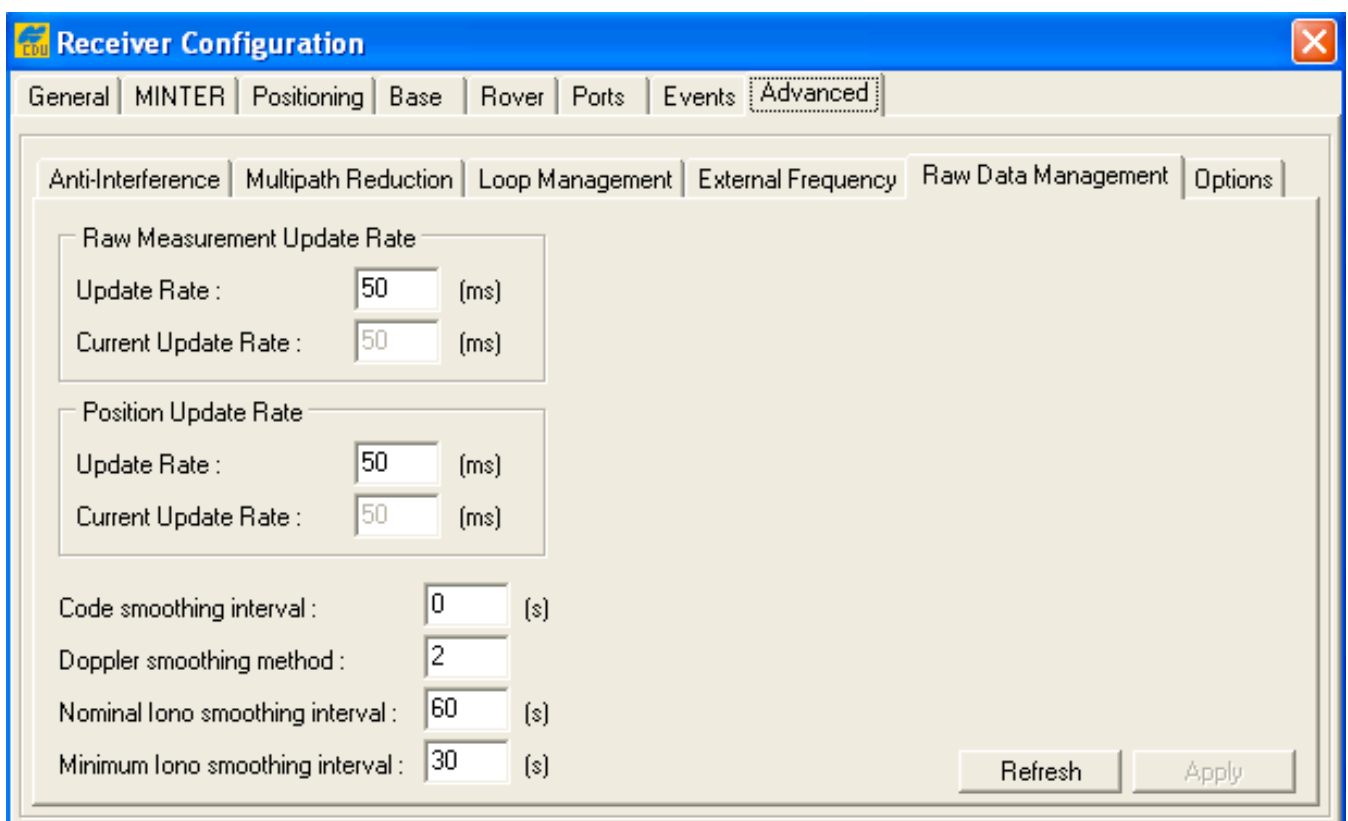 CDU Receiver Configuration
General MINTER Positioning Base Rover Ports Events Advanced
Anti-Interference Multipath Reduction Loop Management External Frequency Raw Data Management Options
Raw Measurement Update Rate
Update Rate : 50 (ms)
Current Update Rate : 50 (ms)
Position Update Rate
Update Rate : 50 (ms)
Current Update Rate : 50 (ms)
Code smoothing interval : 0 (s)
Doppler smoothing method : 2
Nominal Iono smoothing interval : 60 (s)
Minimum Iono smoothing interval : 30 (s)
Refresh Apply